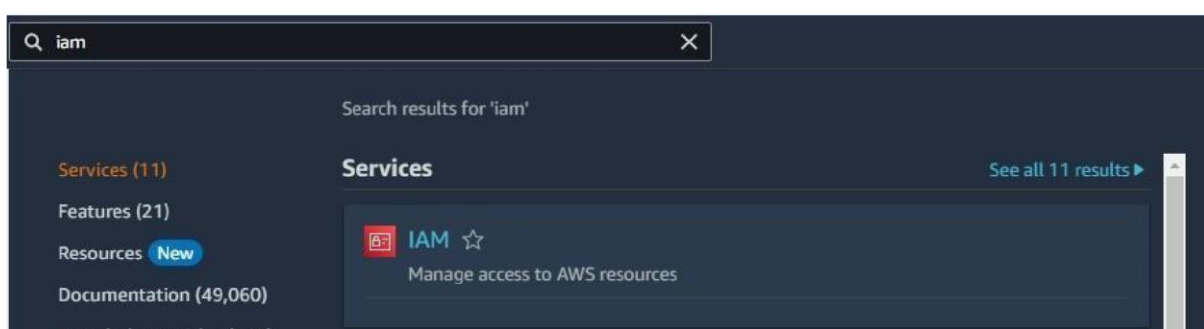 iam
Search results for 'iam'
Services (11)
Features (21)
Resources New
Documentation (49,060)
Services
See all 11 results
IAM
Manage access to AWS resources